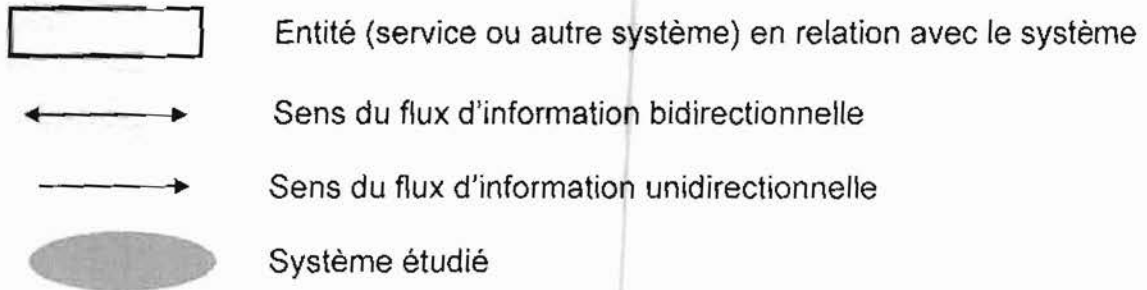 Entité (service ou autre système) en relation avec le système
Sens du flux d'information bidirectionnelle
Sens du flux d'information unidirectionnelle
Système étudié